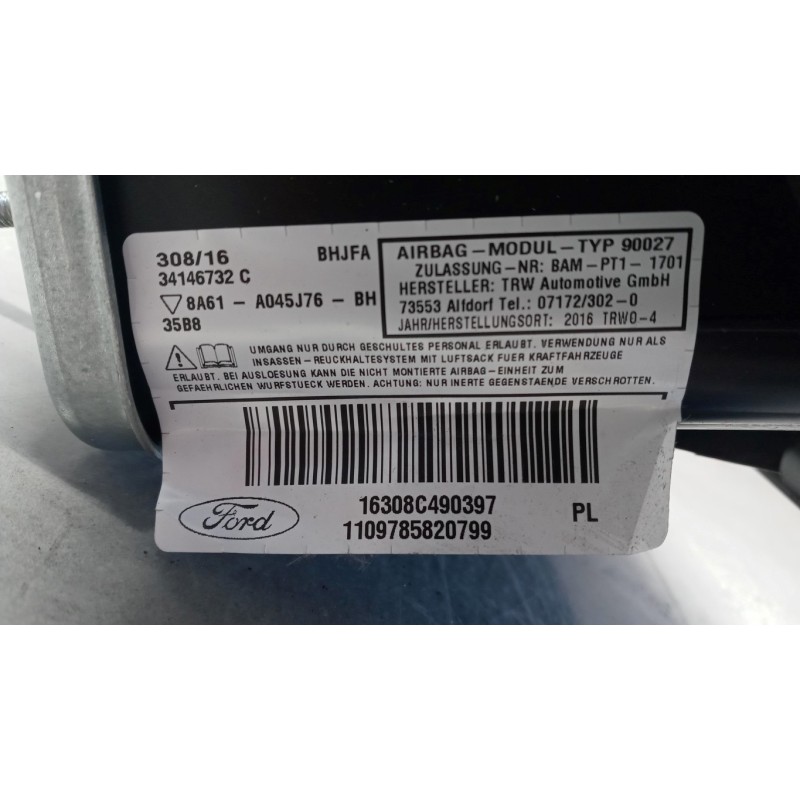 308/16 BHJFA
34146732 C
8A61 - A045J76 - BH
35B8
AIRBAG-MODUL-TYP 90027
ZULASSUNG-NR: BAM-PT1- 1701
HERSTELLER: TRW Automotive GmbH
73553 Alfdorf Tel.: 07172/302-0
JAHR/HERSTELLUNGSORT: 2016 TRWO-4
UMGANG NUR DURCH GESCHULTES PERSONAL ERLAUBT. VERWENDUNG NUR ALS
INSASSEN-REUCKHALTESYSTEM MIT LUFTSACK FUER KRAFTFAHRZEUGE
ERLAUBT. BEI AUSLOESUNG KANN DIE NICHT MONTIERTE AIRBAG-EINHEIT ZUM
GEFAEHRLICHEN WURFSTUECK WERDEN. ACHTUNG: NUR INERTE GEGENSTAENDE VERSCHROTTEN.
Ford
16308C490397 PL
1109785820799